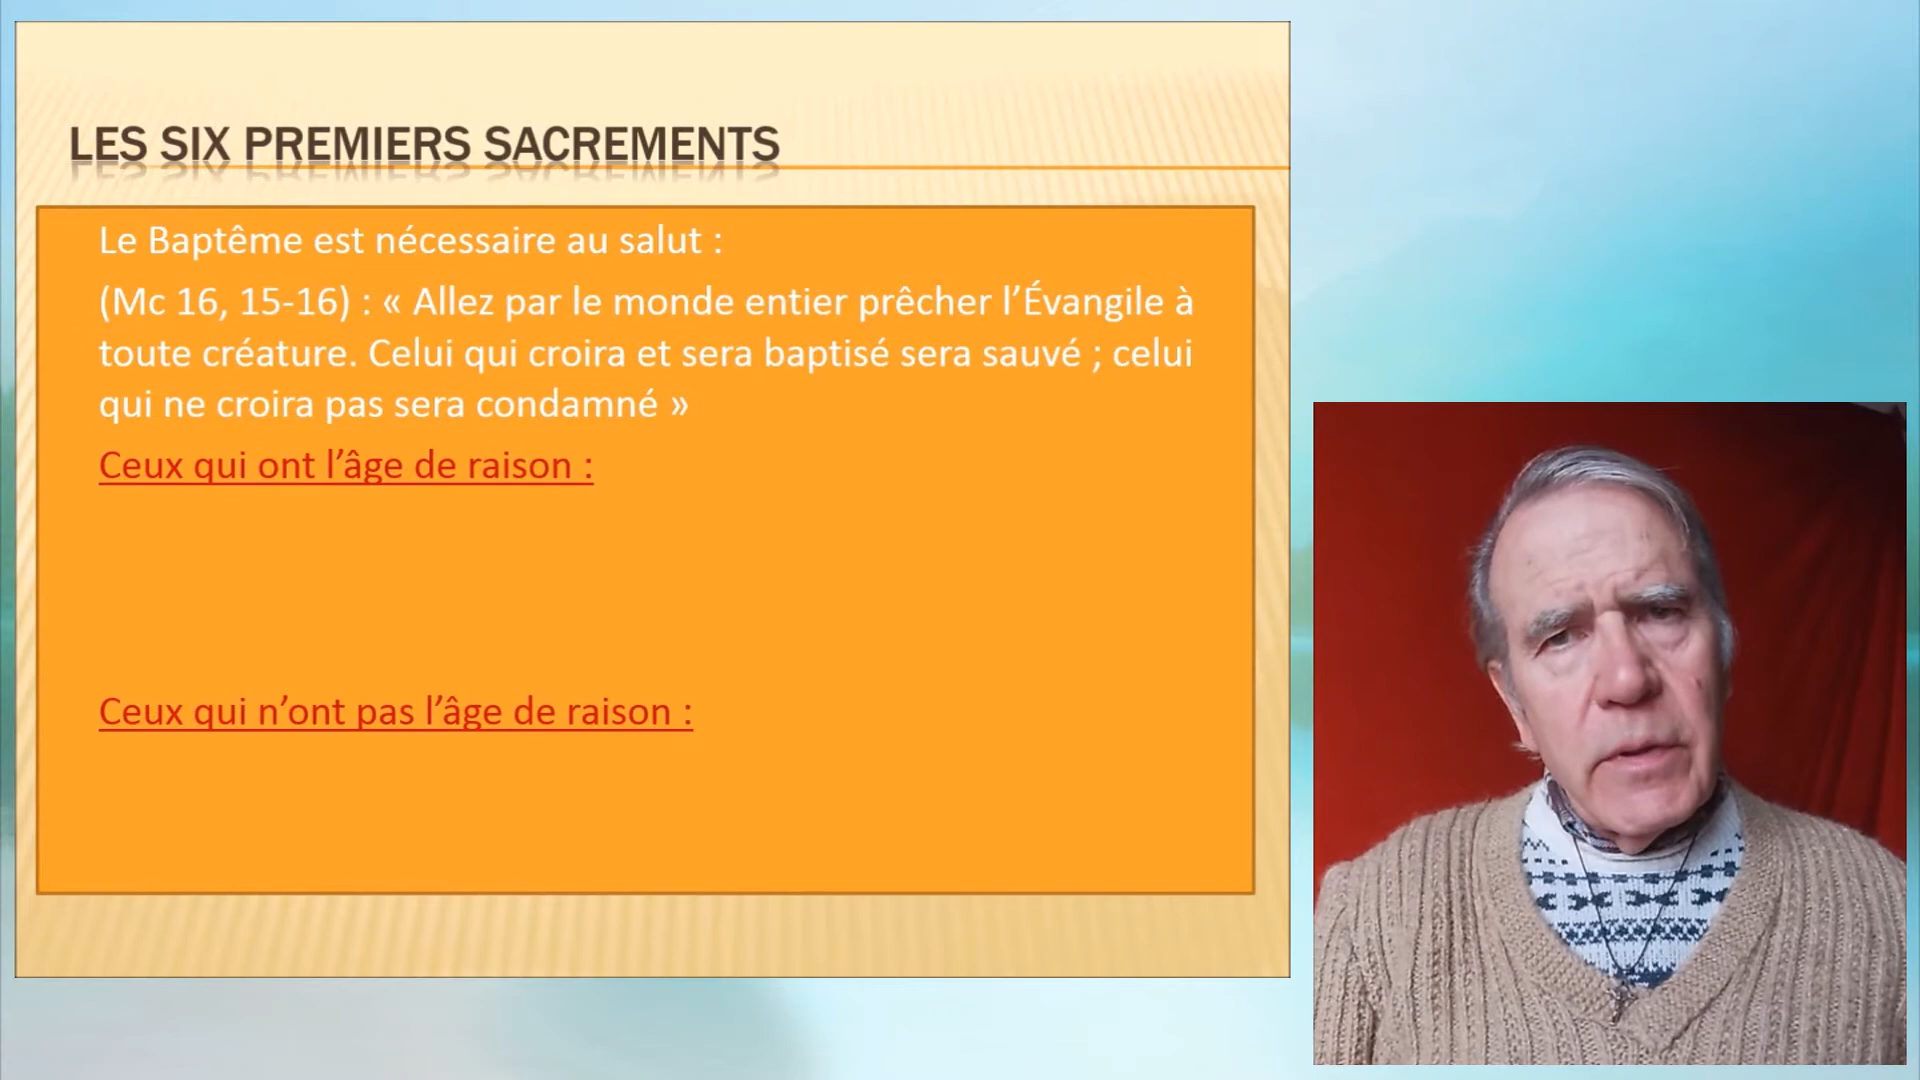 LES SIX PREMIERS SACREMENTS
Le Baptême est nécessaire au salut :
(Mc 16, 15-16) : « Allez par le monde entier prêcher l’Évangile à
toute créature. Celui qui croira et sera baptisé sera sauvé ; celui
qui ne croira pas sera condamné »
Ceux qui ont l’âge de raison :
Ceux qui n’ont pas l’âge de raison :